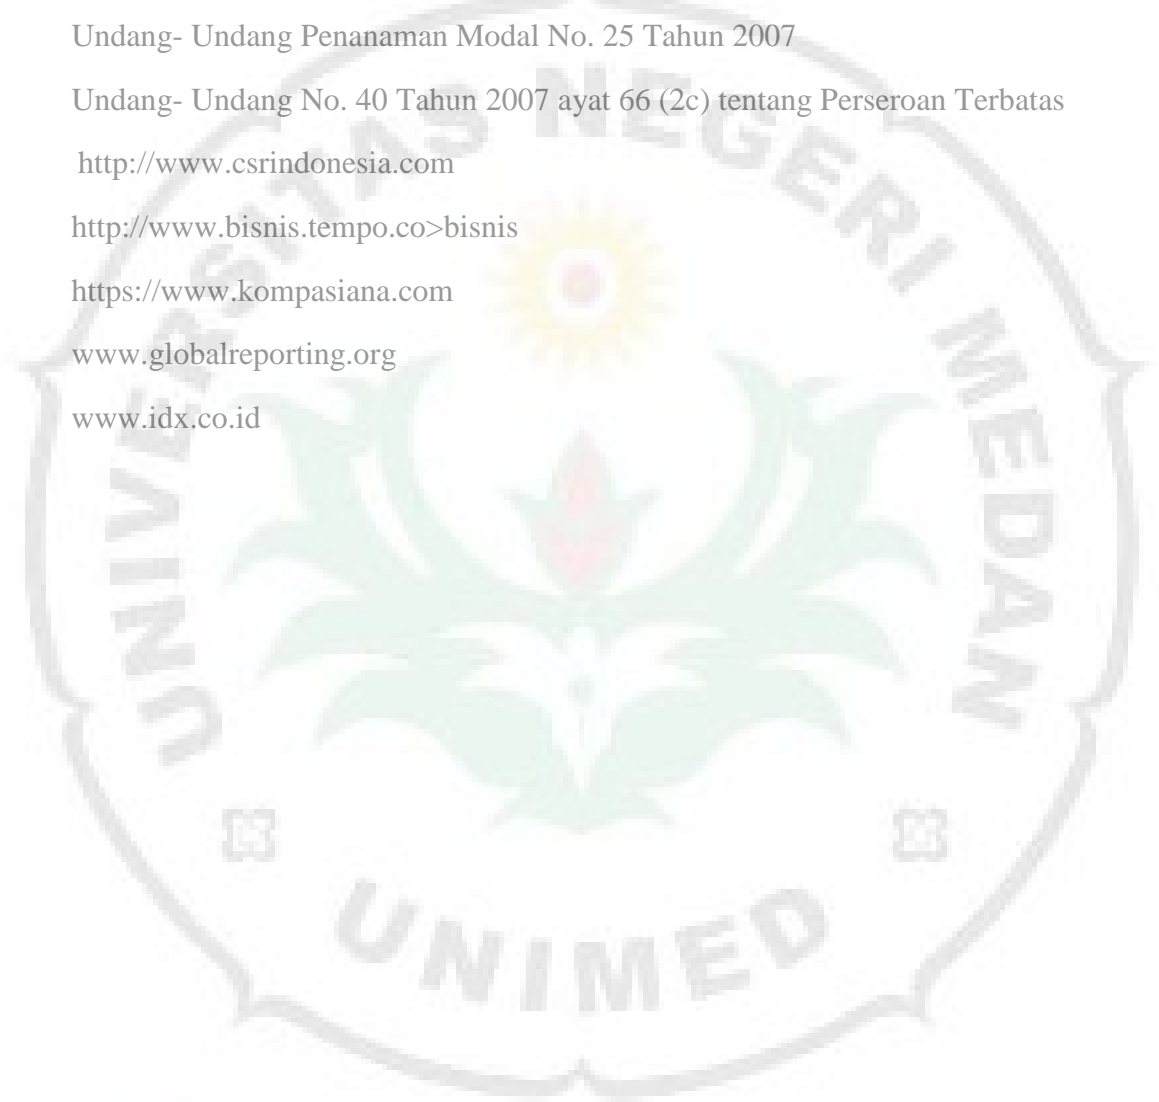 Undang- Undang Penanaman Modal No. 25 Tahun 2007
Undang- Undang No. 40 Tahun 2007 ayat 66 (2c) tentang Perseroan Terbatas
http://www.csrindonesia.com
http://www.bisnis.tempo.co>bisnis
https://www.kompasiana.com
www.globalreporting.org
www.idx.co.id
UNIVERSITAS NEGERI MEDAN
UNIMED